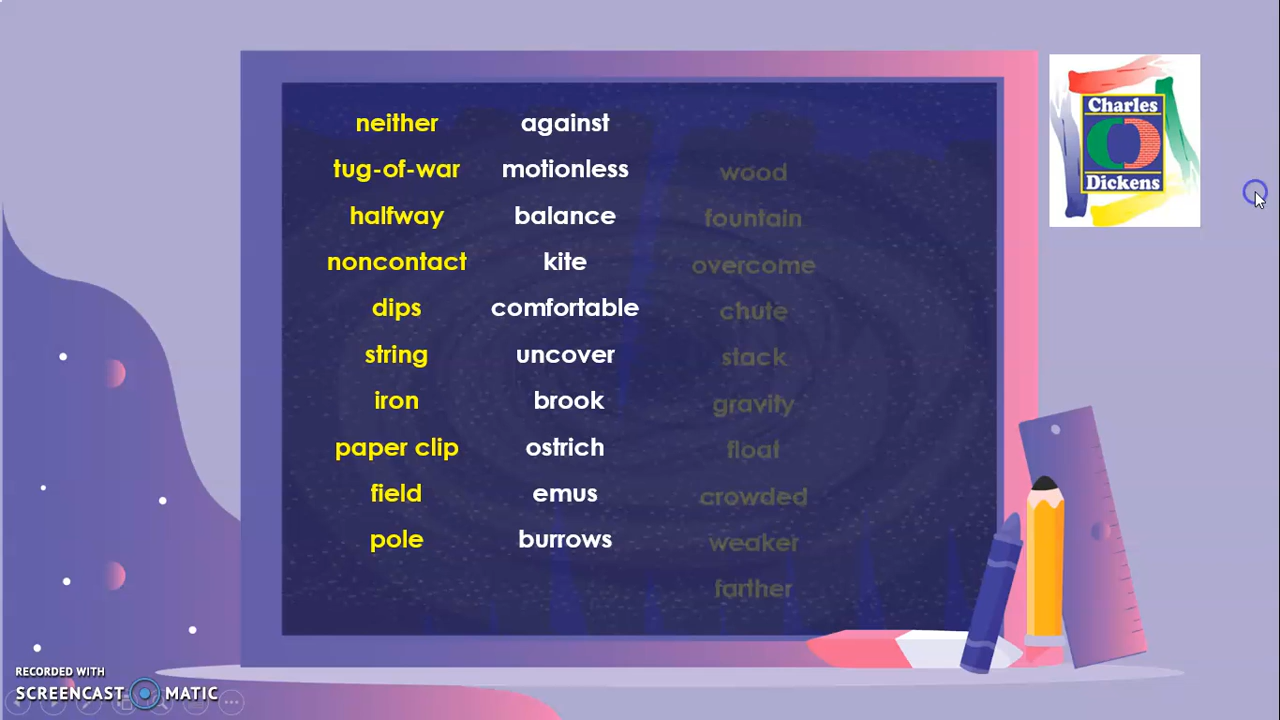 neither
tug-of-war
halfway
noncontact
dips
string
iron
paper clip
field
pole
against
motionless
balance
kite
comfortable
uncover
brook
ostrich
emus
burrows
wood
fountain
overcome
chute
stack
gravity
float
crowded
weaker
farther
Charles
Dickens
RECORDED WITH
SCREENCAST MATIC